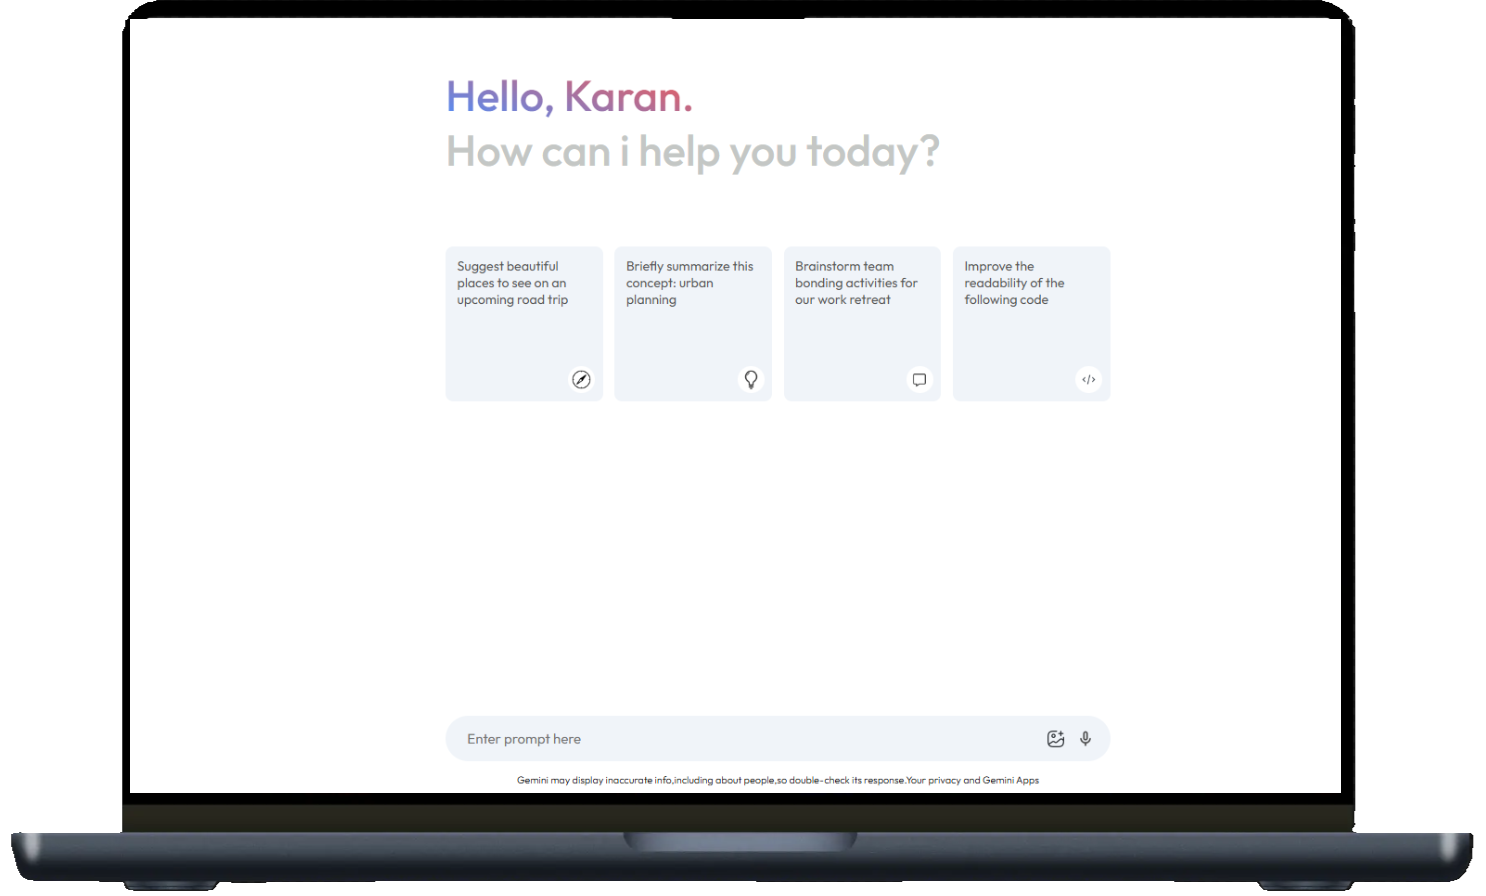 Hello, Karan.
How can i help you today?
Suggest beautiful
places to see on an
upcoming road trip
Briefly summarize this
concept: urban
planning
Brainstorm team
bonding activities for
our work retreat
Improve the
readability of the
following code
</>
Enter prompt here
Gemini may display inaccurate info,including about people,so double-check its response.Your privacy and Gemini Apps